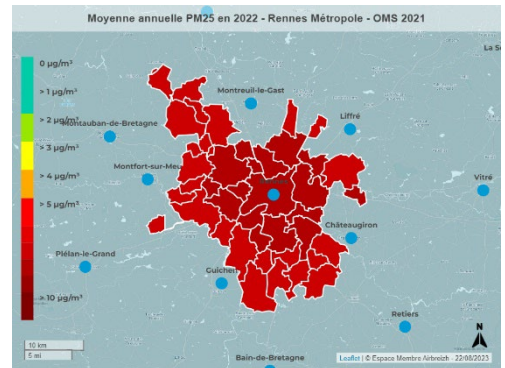 Moyenne annuelle PM25 en 2022 - Rennes Métropole - OMS 2021
La S
0 µg/m³
> 1 µg/m³
> 2 µg/m³
> 3 µg/m³
> 4 µg/m³
> 5 µg/m³
> 10 µg/m³
Montreuil-le-Gast
Liffré
Montauban-de-Bretagne
Montfort-sur-Meu
Vitré
Châteaugiron
Plélan-le-Grand
Guichen
Retiers
Bain-de-Bretagne
N
10 km
5 mi
Leaflet | © Espace Membre Airbreizh - 22/08/2023